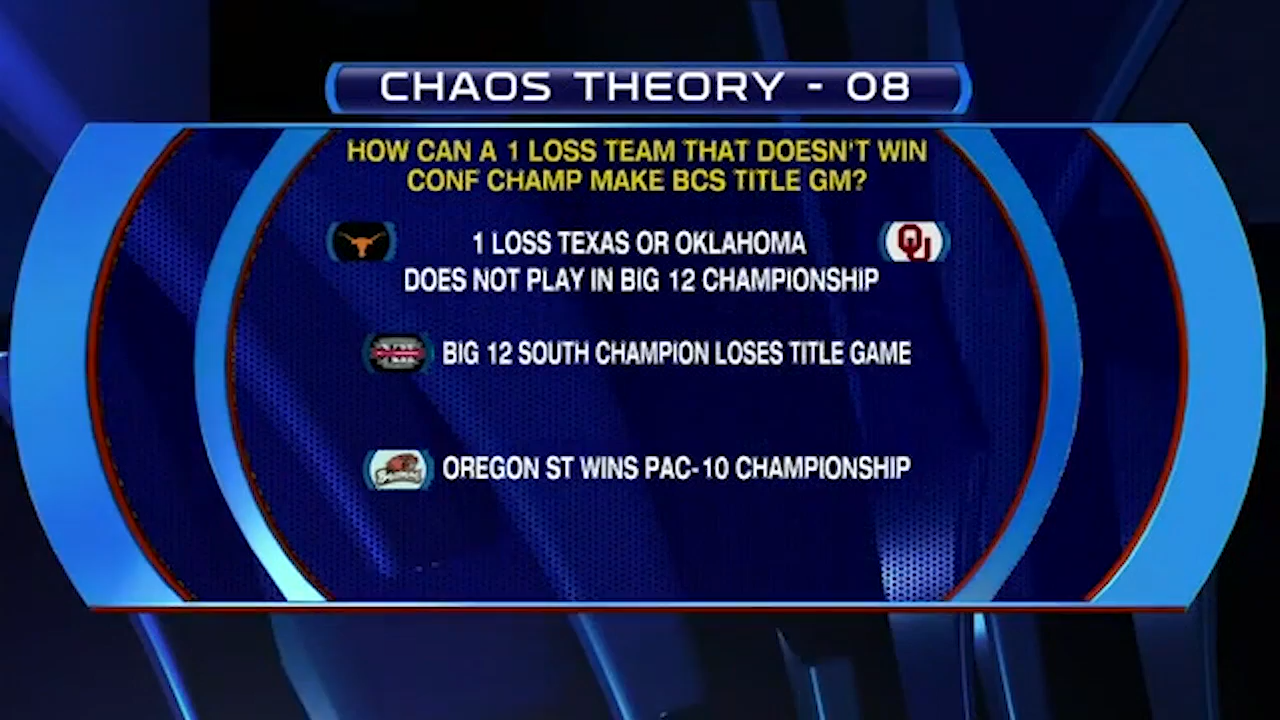 CHAOS THEORY - 08
HOW CAN A 1 LOSS TEAM THAT DOESN'T WIN
CONF CHAMP MAKE BCS TITLE GM?
1 LOSS TEXAS OR OKLAHOMA
DOES NOT PLAY IN BIG 12 CHAMPIONSHIP
BIG 12 SOUTH CHAMPION LOSES TITLE GAME
OREGON ST WINS PAC-10 CHAMPIONSHIP